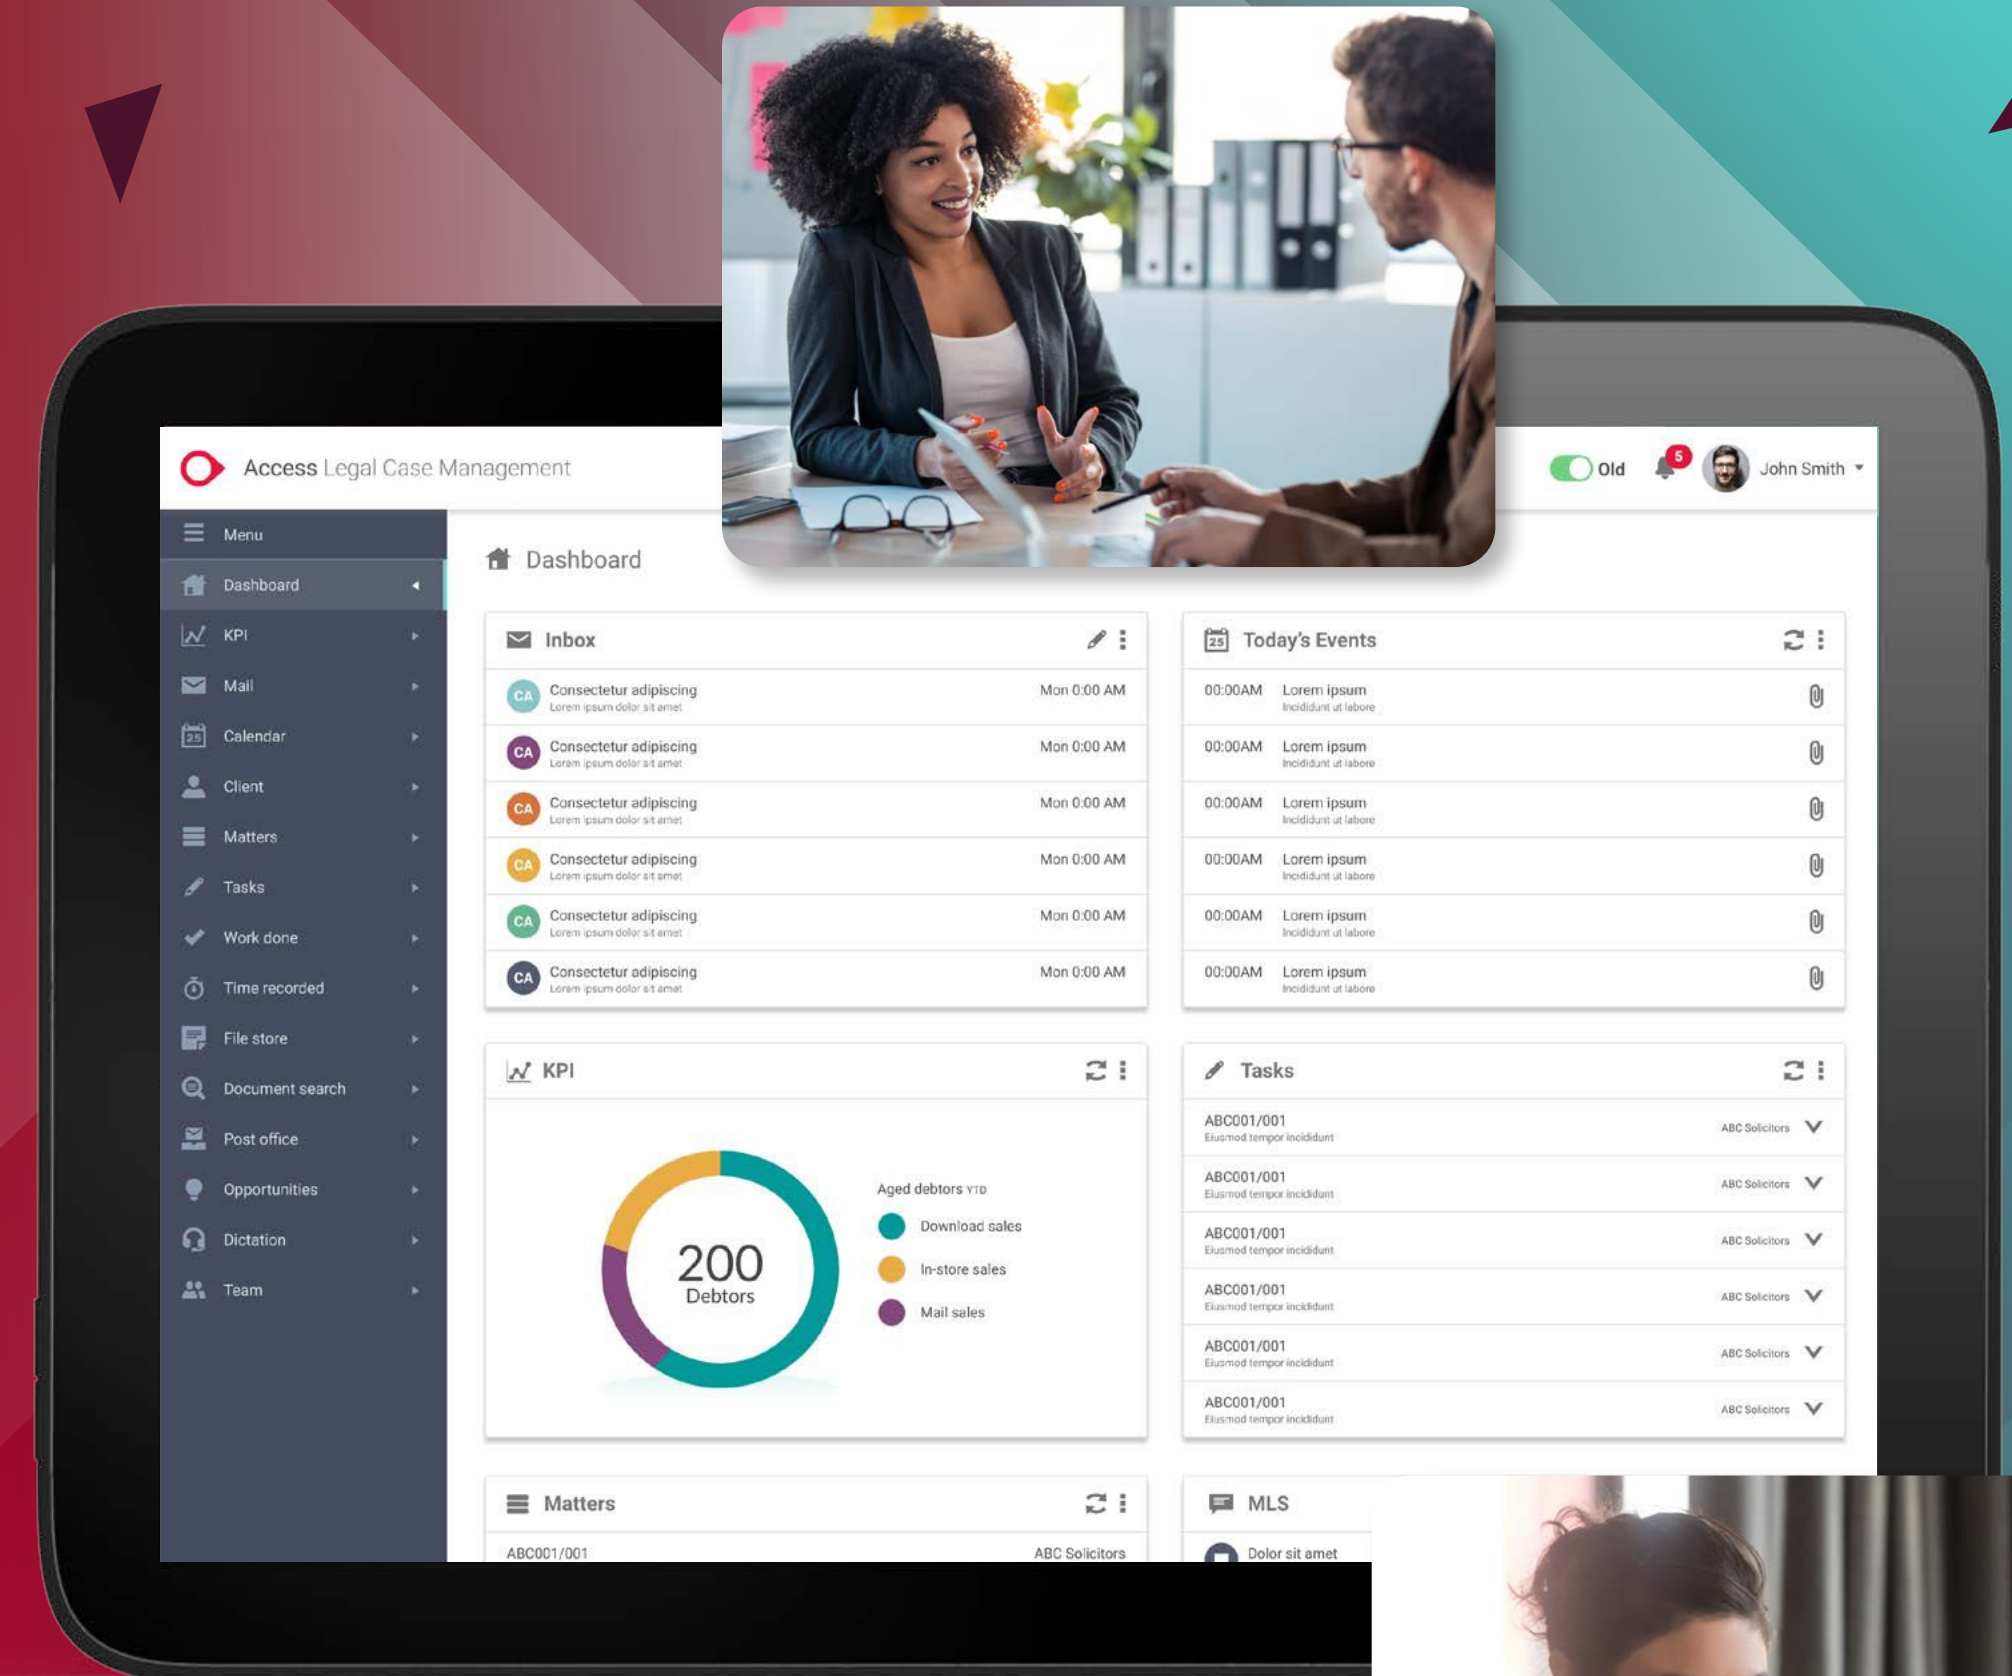 Access Legal Case Management
Old
5
John Smith
Menu
Dashboard
KPI
Mail
25
Calendar
Client
Matters
Tasks
Work done
Time recorded
File store
Document search
Post office
Opportunities
Dictation
Team
Dashboard
Inbox
CA Consectetur adipiscing Mon 0:00 AM
Lorem ipsum dolor sit amet
CA Consectetur adipiscing Mon 0:00 AM
Lorem ipsum dolor sit amet
CA Consectetur adipiscing Mon 0:00 AM
Lorem ipsum dolor sit amet
CA Consectetur adipiscing Mon 0:00 AM
Lorem ipsum dolor sit amet
CA Consectetur adipiscing Mon 0:00 AM
Lorem ipsum dolor sit amet
CA Consectetur adipiscing Mon 0:00 AM
Lorem ipsum dolor sit amet
25 Today's Events
00:00AM Lorem ipsum
Incididunt ut labore
00:00AM Lorem ipsum
Incididunt ut labore
00:00AM Lorem ipsum
Incididunt ut labore
00:00AM Lorem ipsum
Incididunt ut labore
00:00AM Lorem ipsum
Incididunt ut labore
00:00AM Lorem ipsum
Incididunt ut labore
KPI
200
Debtors
Aged debtors YTD
Download sales
In-store sales
Mail sales
Tasks
ABC001/001
Eiusmod tempor incididunt
ABC Solicitors
ABC001/001
Eiusmod tempor incididunt
ABC Solicitors
ABC001/001
Eiusmod tempor incididunt
ABC Solicitors
ABC001/001
Eiusmod tempor incididunt
ABC Solicitors
ABC001/001
Eiusmod tempor incididunt
ABC Solicitors
ABC001/001
Eiusmod tempor incididunt
ABC Solicitors
Matters
ABC001/001 ABC Solicitors
MLS
Dolor sit amet